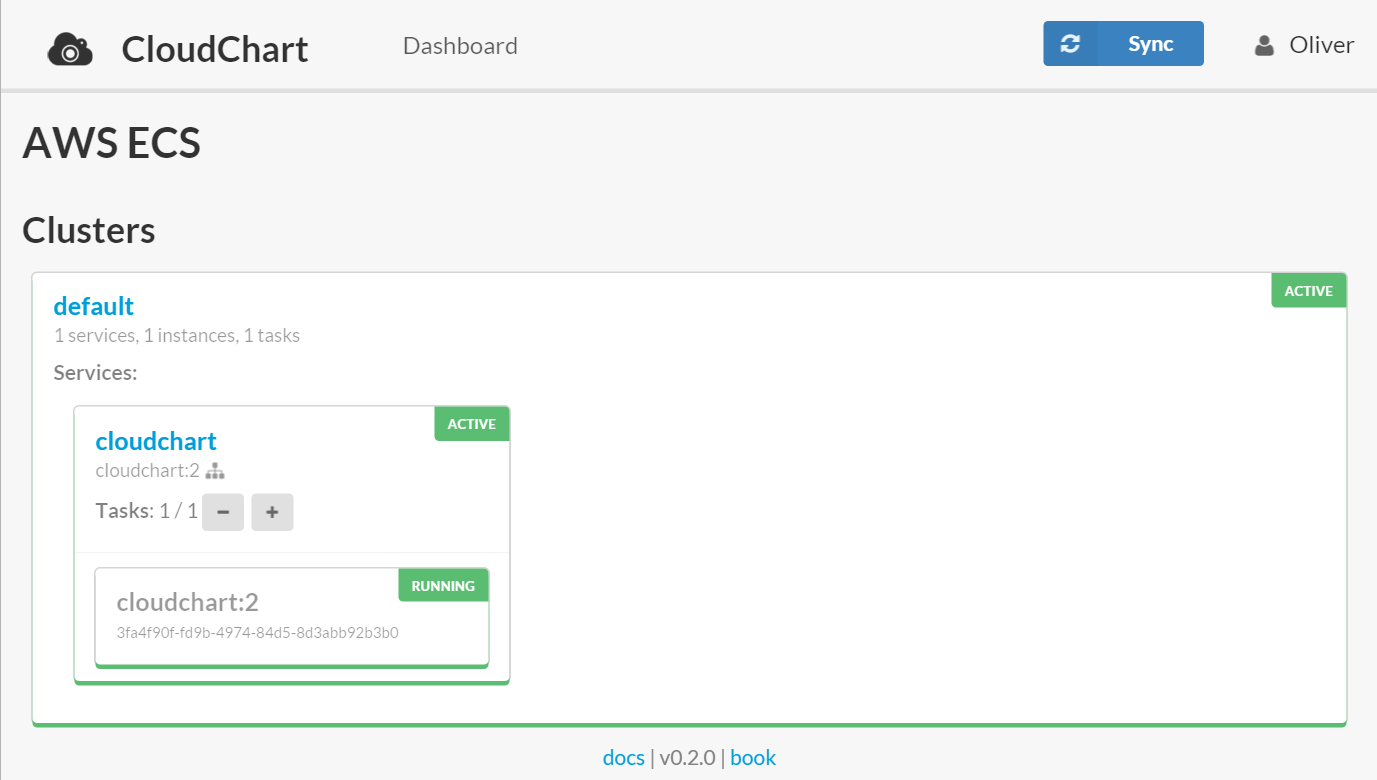 CloudChart Dashboard Sync Oliver
AWS ECS
Clusters
default ACTIVE
1 services, 1 instances, 1 tasks
Services:
cloudchart ACTIVE
cloudchart:2
Tasks: 1 / 1 − +
cloudchart:2 RUNNING
3fa4f90f-fd9b-4974-84d5-8d3abb92b3b0
docs | v0.2.0 | book